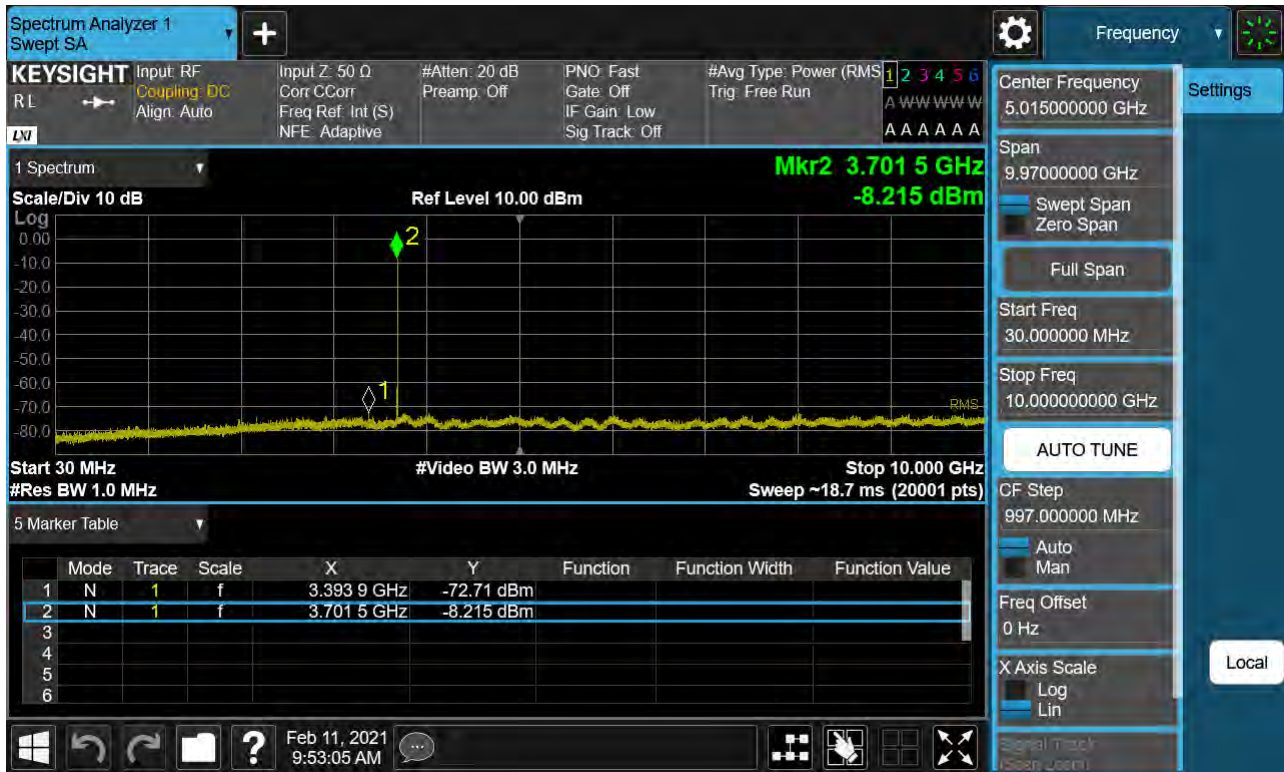 Spectrum Analyzer 1
Swept SA
+
Frequency
KEYSIGHT
RL
LXI
Input: RF
Coupling: DC
Align: Auto
Input Z: 50 Ω
Corr CCorr
Freq Ref: Int (S)
NFE: Adaptive
#Atten: 20 dB
Preamp: Off
PNO: Fast
Gate: Off
IF Gain: Low
Sig Track: Off
#Avg Type: Power (RMS
Trig: Free Run
1 2 3 4 5 6
A W W W W W
A A A A A A
1 Spectrum
Mkr2 3.701 5 GHz
-8.215 dBm
Scale/Div 10 dB
Ref Level 10.00 dBm
Log
0.00
-10.0
-20.0
-30.0
-40.0
-50.0
-60.0
-70.0
-80.0
2
1
RMS
Start 30 MHz
#Video BW 3.0 MHz
Stop 10.000 GHz
#Res BW 1.0 MHz
Sweep ~18.7 ms (20001 pts)
5 Marker Table
Mode Trace Scale X Y Function Function Width Function Value
1 N 1 f 3.393 9 GHz -72.71 dBm
2 N 1 f 3.701 5 GHz -8.215 dBm
3
4
5
6
?
Feb 11, 2021
9:53:05 AM
Center Frequency
5.015000000 GHz
Span
9.97000000 GHz
Swept Span
Zero Span
Full Span
Start Freq
30.000000 MHz
Stop Freq
10.000000000 GHz
AUTO TUNE
CF Step
997.000000 MHz
Auto
Man
Freq Offset
0 Hz
X Axis Scale
Log
Lin
Signal Track
(Span Zoom)
Settings
Local